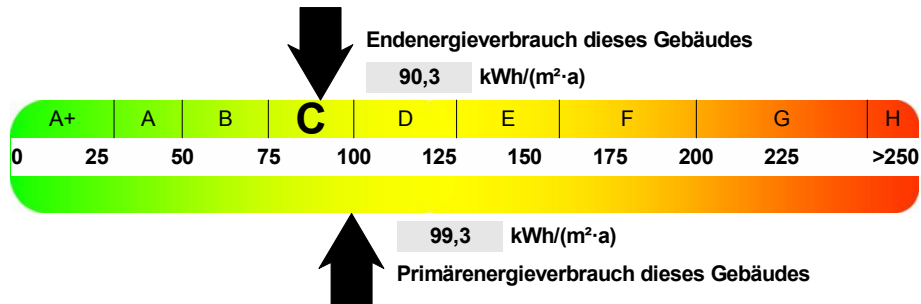 Endenergieverbrauch dieses Gebäudes
90,3 kWh/(m²·a)
A+ A B C D E F G H
0 25 50 75 100 125 150 175 200 225 >250
99,3 kWh/(m²·a)
Primärenergieverbrauch dieses Gebäudes